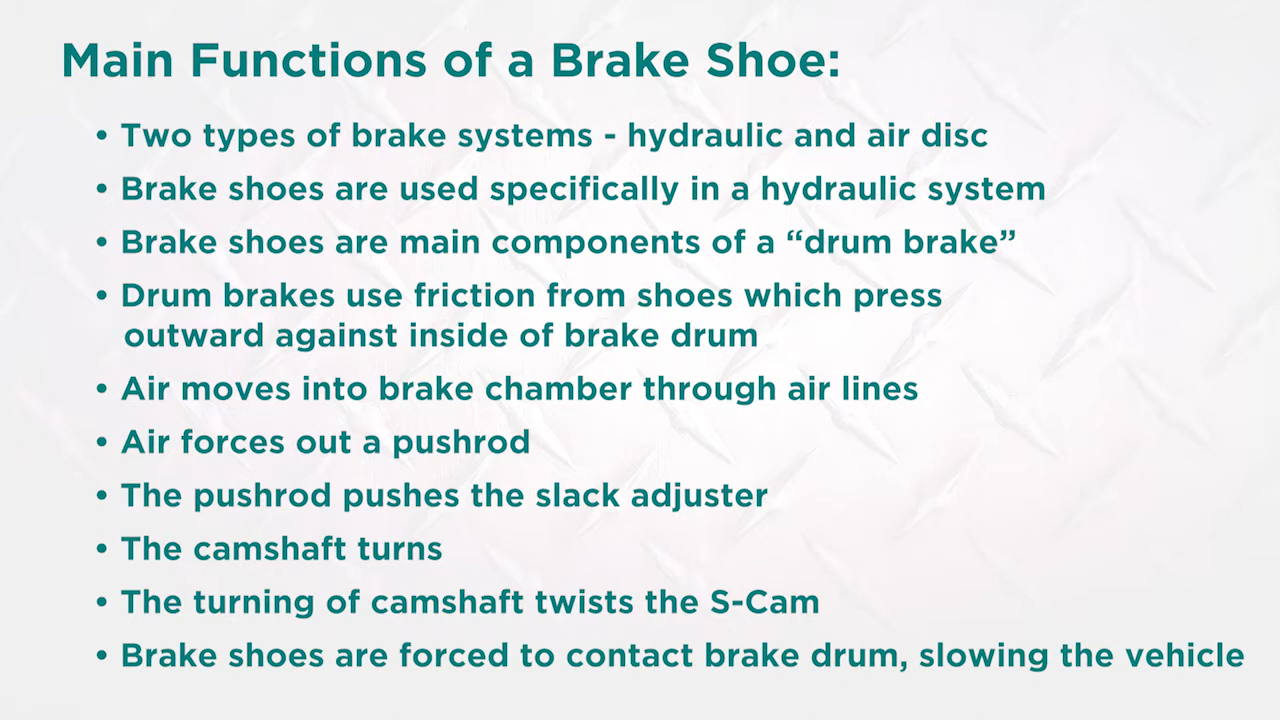 Main Functions of a Brake Shoe:
• Two types of brake systems - hydraulic and air disc
• Brake shoes are used specifically in a hydraulic system
• Brake shoes are main components of a “drum brake”
• Drum brakes use friction from shoes which press
outward against inside of brake drum
• Air moves into brake chamber through air lines
• Air forces out a pushrod
• The pushrod pushes the slack adjuster
• The camshaft turns
• The turning of camshaft twists the S-Cam
• Brake shoes are forced to contact brake drum, slowing the vehicle